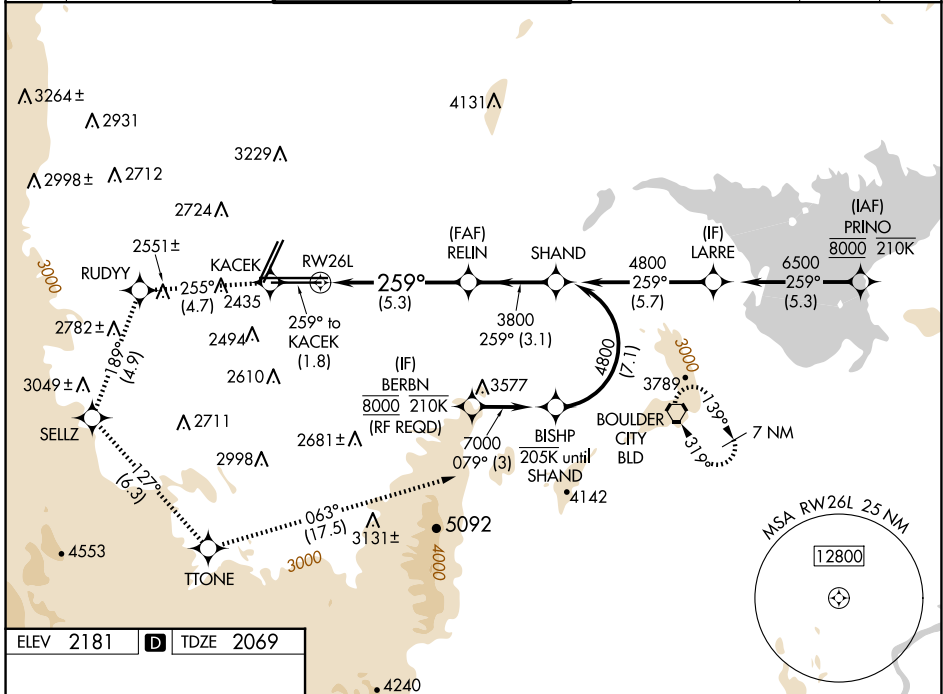 3264±
2931
4131
3229
2998±
2712
2724
(IAF)
PRINO
8000 210K
(FAF)
RELIN
SHAND
(IF)
LARRE
2551±
KACEK
RW26L
RUDYY
3000
255°
(4.7)
2435
259°
(5.3)
4800
259°
(5.7)
6500
259°
(5.3)
3800
259° (3.1)
259° to
KACEK
(1.8)
2782±
2494
189°
(4.9)
4800
(7.1)
3049±
2610
(IF)
BERBN
8000 210K
(RF REQD)
3577
3000
3789
139°
BOULDER
CITY
BLD
7 NM
319°
SELLZ
2711
2681±
7000
079° (3)
BISHP
205K until
SHAND
2998
127°
(6.3)
4142
063°
(17.5)
3131±
5092
4553
TTONE
3000
4000
MSA RW26L 25 NM
12800
ELEV 2181 D TDZE 2069
4240